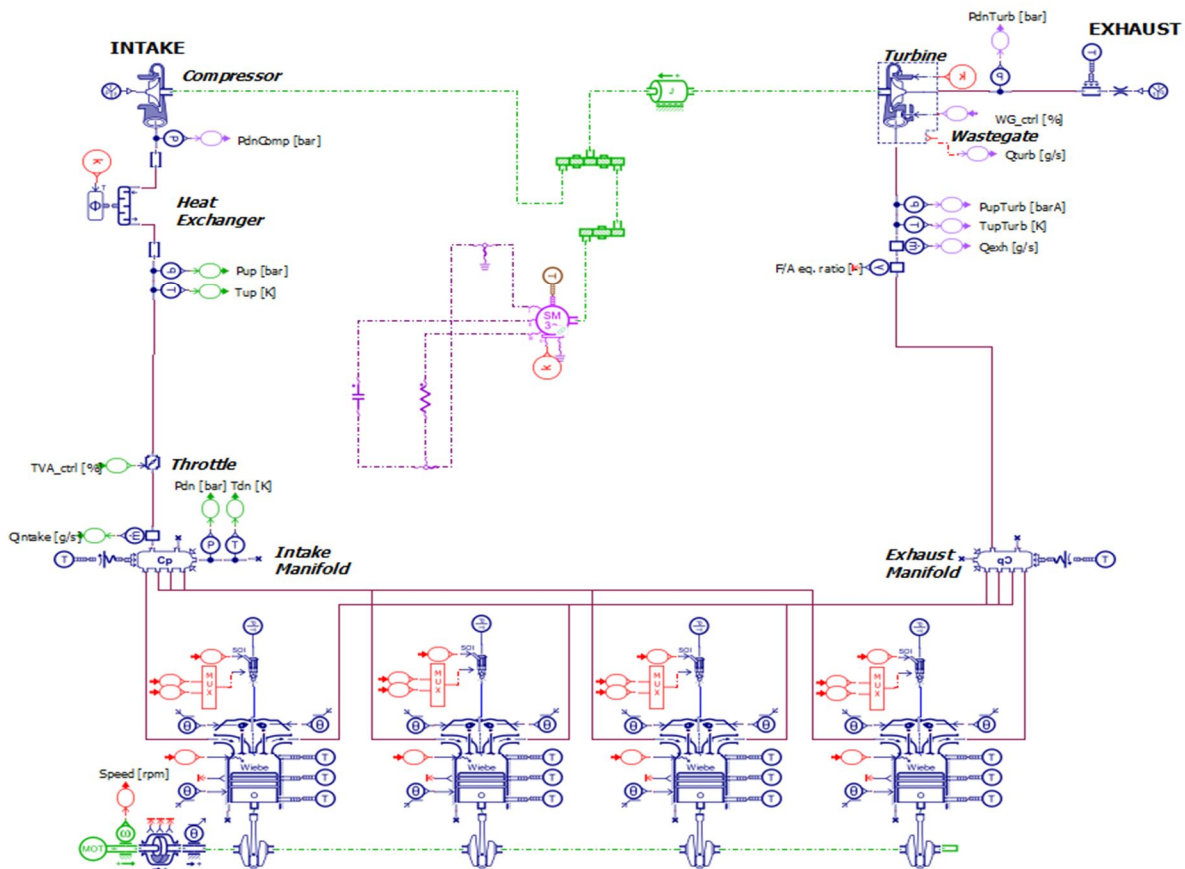 PdnTurb [bar]
INTAKE
EXHAUST
Compressor
Turbine
T
P
K
J
WG_ctrl [%]
Wastegate
P
PdnComp [bar]
Qturb [g/s]
K
T
Heat
Exchanger
P
PupTurb [barA]
T
TupTurb [K]
m
Qexh [g/s]
F/A eq. ratio [-]
P
Pup [bar]
T
Tup [K]
T
SM
3~
K
Throttle
TVA_ctrl [%]
Pdn [bar] Tdn [K]
Qintake [g/s]
m
P T
T
Cp
Intake
Manifold
Exhaust
Manifold
Cp
T
SOI SOI SOI SOI
MUX MUX MUX MUX
θ θ θ θ θ θ θ θ
Wiebe Wiebe Wiebe Wiebe
T T T T
T T T T
θ θ θ θ
T T T T
Speed [rpm]
MOT
ω
θ